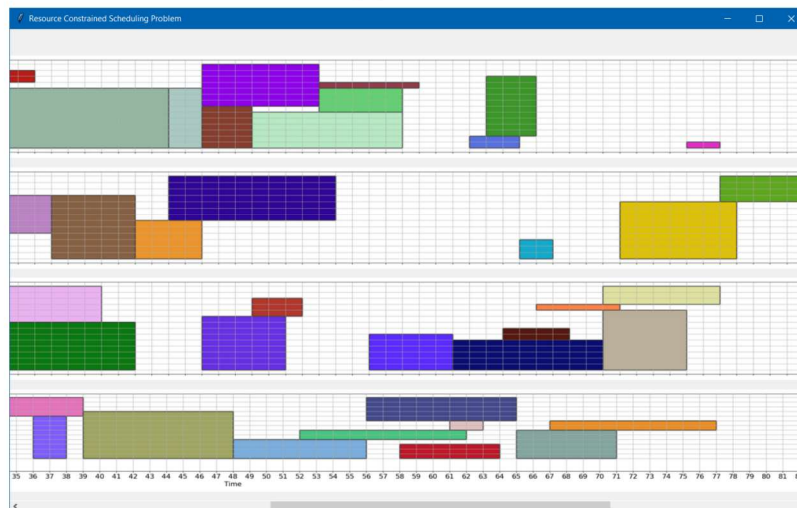 Resource Constrained Scheduling Problem
35 36 37 38 39 40 41 42 43 44 45 46 47 48 49 50 51 52 53 54 55 56 57 58 59 60 61 62 63 64 65 66 67 68 69 70 71 72 73 74 75 76 77 78 79 80 81
Time